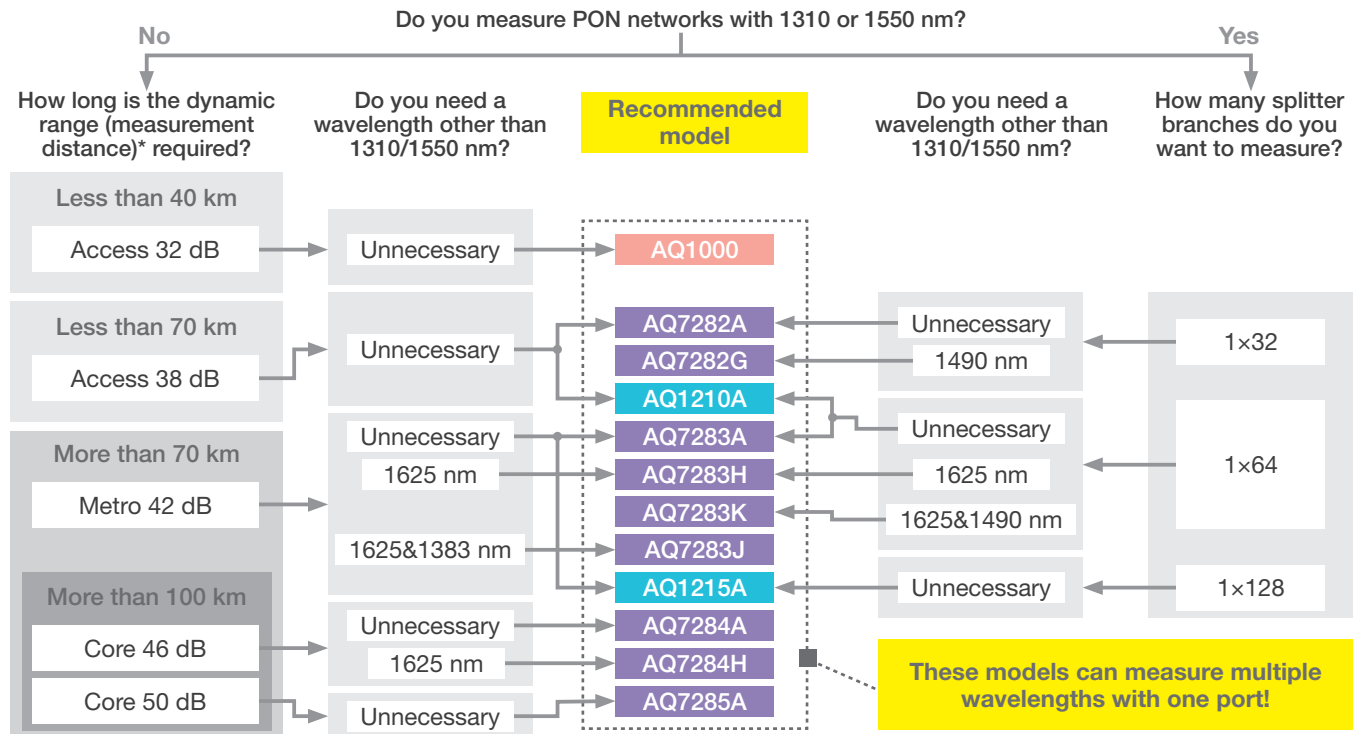 Do you measure PON networks with 1310 or 1550 nm?
No
Yes
How long is the dynamic
range (measurement
distance)* required?
Do you need a
wavelength other than
1310/1550 nm?
Recommended
model
Do you need a
wavelength other than
1310/1550 nm?
How many splitter
branches do you
want to measure?
Less than 40 km
Access 32 dB
Less than 70 km
Access 38 dB
More than 70 km
Metro 42 dB
More than 100 km
Core 46 dB
Core 50 dB
Unnecessary
Unnecessary
Unnecessary
1625 nm
1625&1383 nm
Unnecessary
1625 nm
Unnecessary
AQ1000
AQ7282A
AQ7282G
AQ1210A
AQ7283A
AQ7283H
AQ7283K
AQ7283J
AQ1215A
AQ7284A
AQ7284H
AQ7285A
Unnecessary
1490 nm
Unnecessary
1625 nm
1625&1490 nm
Unnecessary
1×32
1×64
1×128
These models can measure multiple
wavelengths with one port!